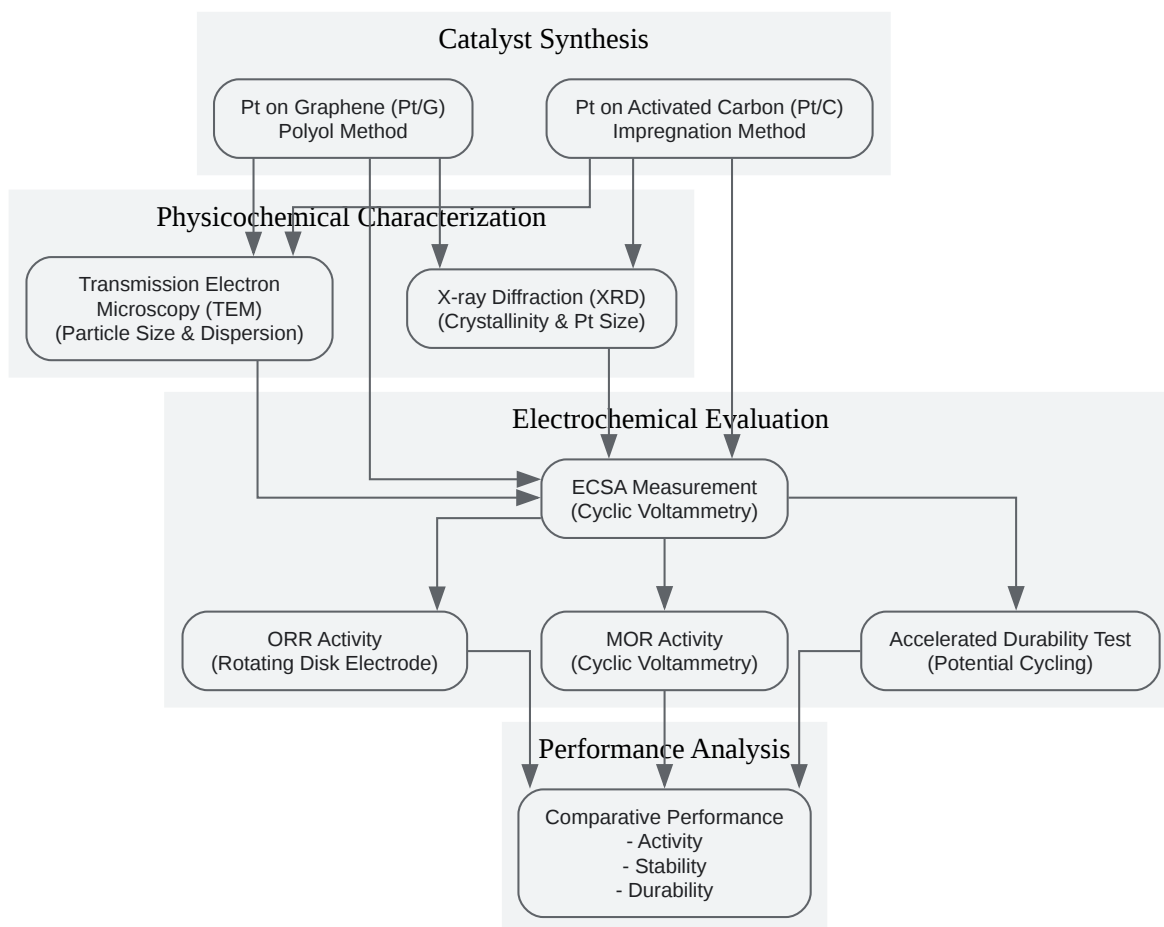 Catalyst Synthesis
Pt on Graphene (Pt/G)
Polyol Method
Pt on Activated Carbon (Pt/C)
Impregnation Method
Physicochemical Characterization
Transmission Electron
Microscopy (TEM)
(Particle Size & Dispersion)
X-ray Diffraction (XRD)
(Crystallinity & Pt Size)
Electrochemical Evaluation
ECSA Measurement
(Cyclic Voltammetry)
ORR Activity
(Rotating Disk Electrode)
MOR Activity
(Cyclic Voltammetry)
Accelerated Durability Test
(Potential Cycling)
Performance Analysis
Comparative Performance
- Activity
- Stability
- Durability